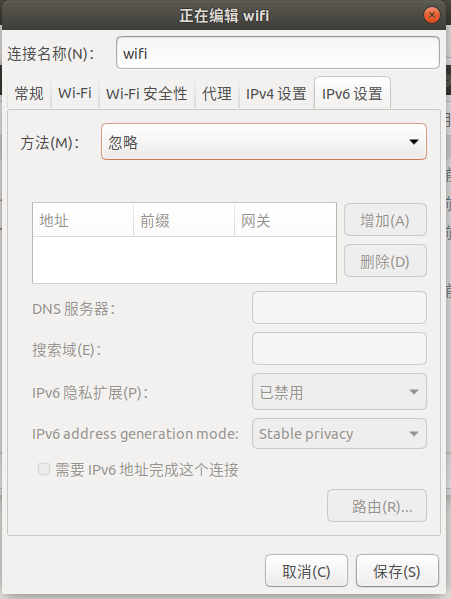 正在编辑 wifi
连接名称(N)： wifi
常规 Wi-Fi Wi-Fi 安全性 代理 IPv4 设置 IPv6 设置
方法(M)： 忽略
地址 前缀 网关 增加(A)
删除(D)
DNS 服务器：
搜索域(E)：
IPv6 隐私扩展(P)： 已禁用
IPv6 address generation mode: Stable privacy
需要 IPv6 地址完成这个连接
路由(R)...
取消(C) 保存(S)